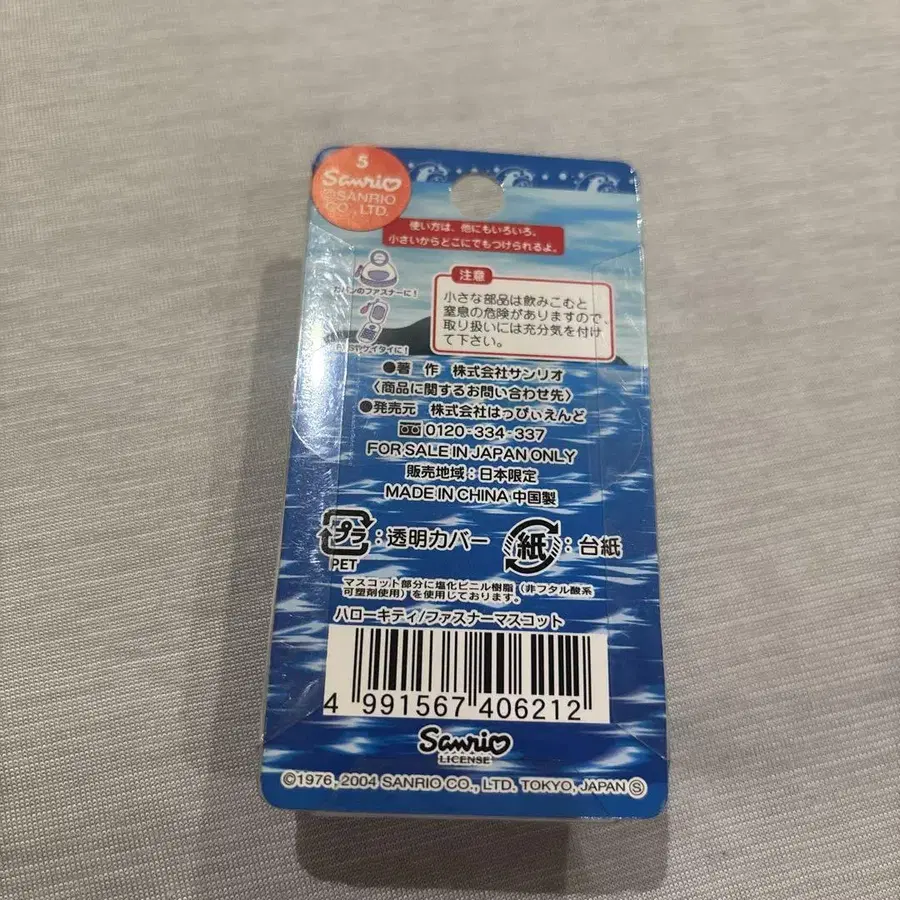 5
Sanrio
SANRIO
CO., LTD.
使い方は、他にもいろいろ。
小さいからどこにでもつけられるよ。
カバンのファスナーに!
注意
小さな部品は飲みこむと
窒息の危険がありますので、
取り扱いには充分気を付け
て下さい。
ケイタイに!
●著 作 株式会社サンリオ
〈商品に関するお問い合わせ先〉
●発売元 株式会社はっぴぃえんど
0120-334-337
FOR SALE IN JAPAN ONLY
販売地域:日本限定
MADE IN CHINA 中国製
プラ:透明カバー
PET
紙:台紙
マスコット部分に塩化ビニル樹脂(非フタル酸系
可塑剤使用)を使用しております。
ハローキティ/ファスナーマスコット
4 991567 406212
Sanrio
LICENSE
©1976, 2004 SANRIO CO., LTD. TOKYO, JAPAN Ⓢ